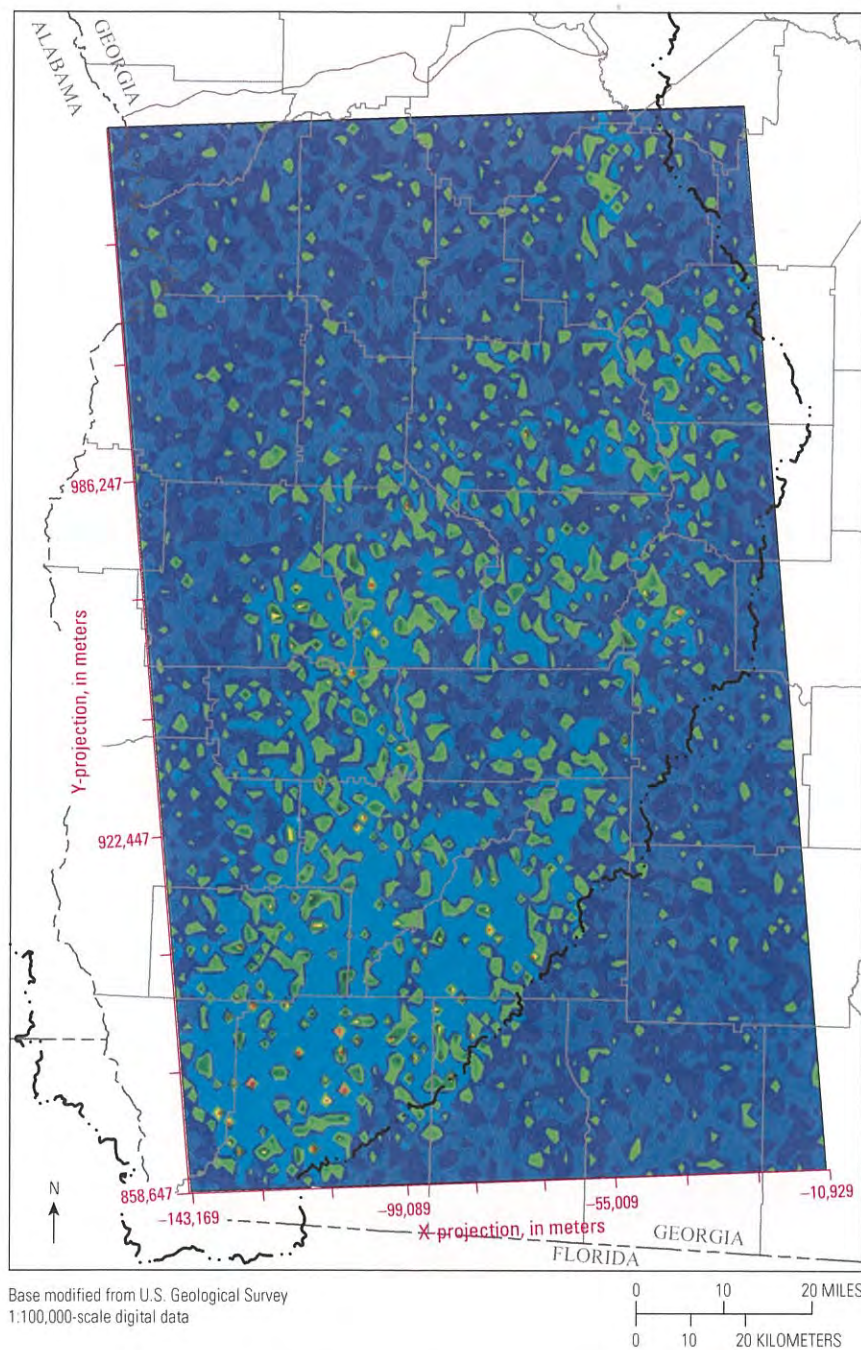 GEORGIA
ALABAMA
986,247
Y-projection, in meters
922,447
858,647
N
−143,169
−99,089
−55,009
−10,929
X projection, in meters
GEORGIA
FLORIDA
Base modified from U.S. Geological Survey
1:100,000-scale digital data
0 10 20 MILES
0 10 20 KILOMETERS